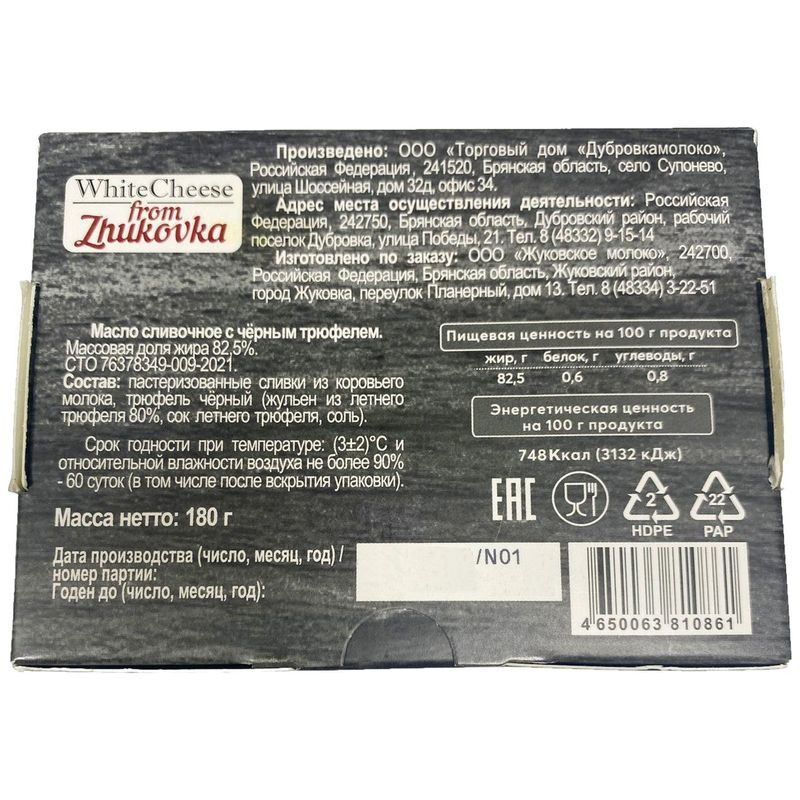 WhiteCheese
from
Zhukovka
Произведено: ООО «Торговый дом «Дубровкамолоко»,
Российская Федерация , 241520, Брянская область, село Супонево,
улица Шоссейная, дом 32д, офис 34.
Адрес места осуществления деятельности: Российская
Федерация, 242750, Брянская область, Дубровский район, рабочий
поселок Дубровка, улица Победы, 21. Тел. 8 (48332) 9-15-14
Изготовлено по заказу: ООО «Жуковское молоко», 242700,
Российская Федерация, Брянская область, Жуковский район,
город Жуковка, переулок Планерный, дом 13. Тел. 8 (48334) 3-22-51
Масло сливочное с чёрным трюфелем.
Массовая доля жира 82,5%.
СТО 76378349-009-2021.
Состав: пастеризованные сливки из коровьего
молока, трюфель чёрный (жульен из летнего
трюфеля 80%, сок летнего трюфеля, соль).
Срок годности при температуре: (3±2)°С и
относительной влажности воздуха не более 90%
- 60 суток (в том числе после вскрытия упаковки).
Масса нетто: 180 г
Дата производства (число, месяц, год) /
номер партии:
Годен до (число, месяц, год):
/N01
Пищевая ценность на 100 г продукта
жир, г белок, г углеводы, г
82,5 0,6 0,8
Энергетическая ценность
на 100 г продукта
748Ккал (3132 кДж)
EAC
2
HDPE
22
PAP
4 650063 810861